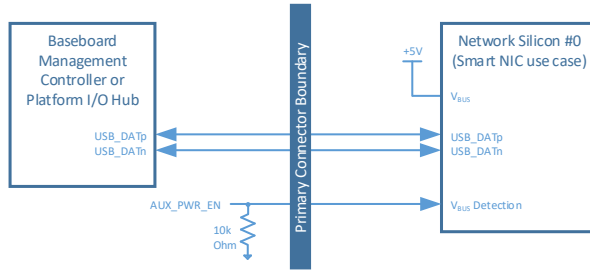 Baseboard
Management
Controller or
Platform I/O Hub
USB_DATp
USB_DATn
AUX_PWR_EN
10k
Ohm
Primary Connector Boundary
+5V
Network Silicon #0
(Smart NIC use case)
VBUS
USB_DATp
USB_DATn
VBUS Detection